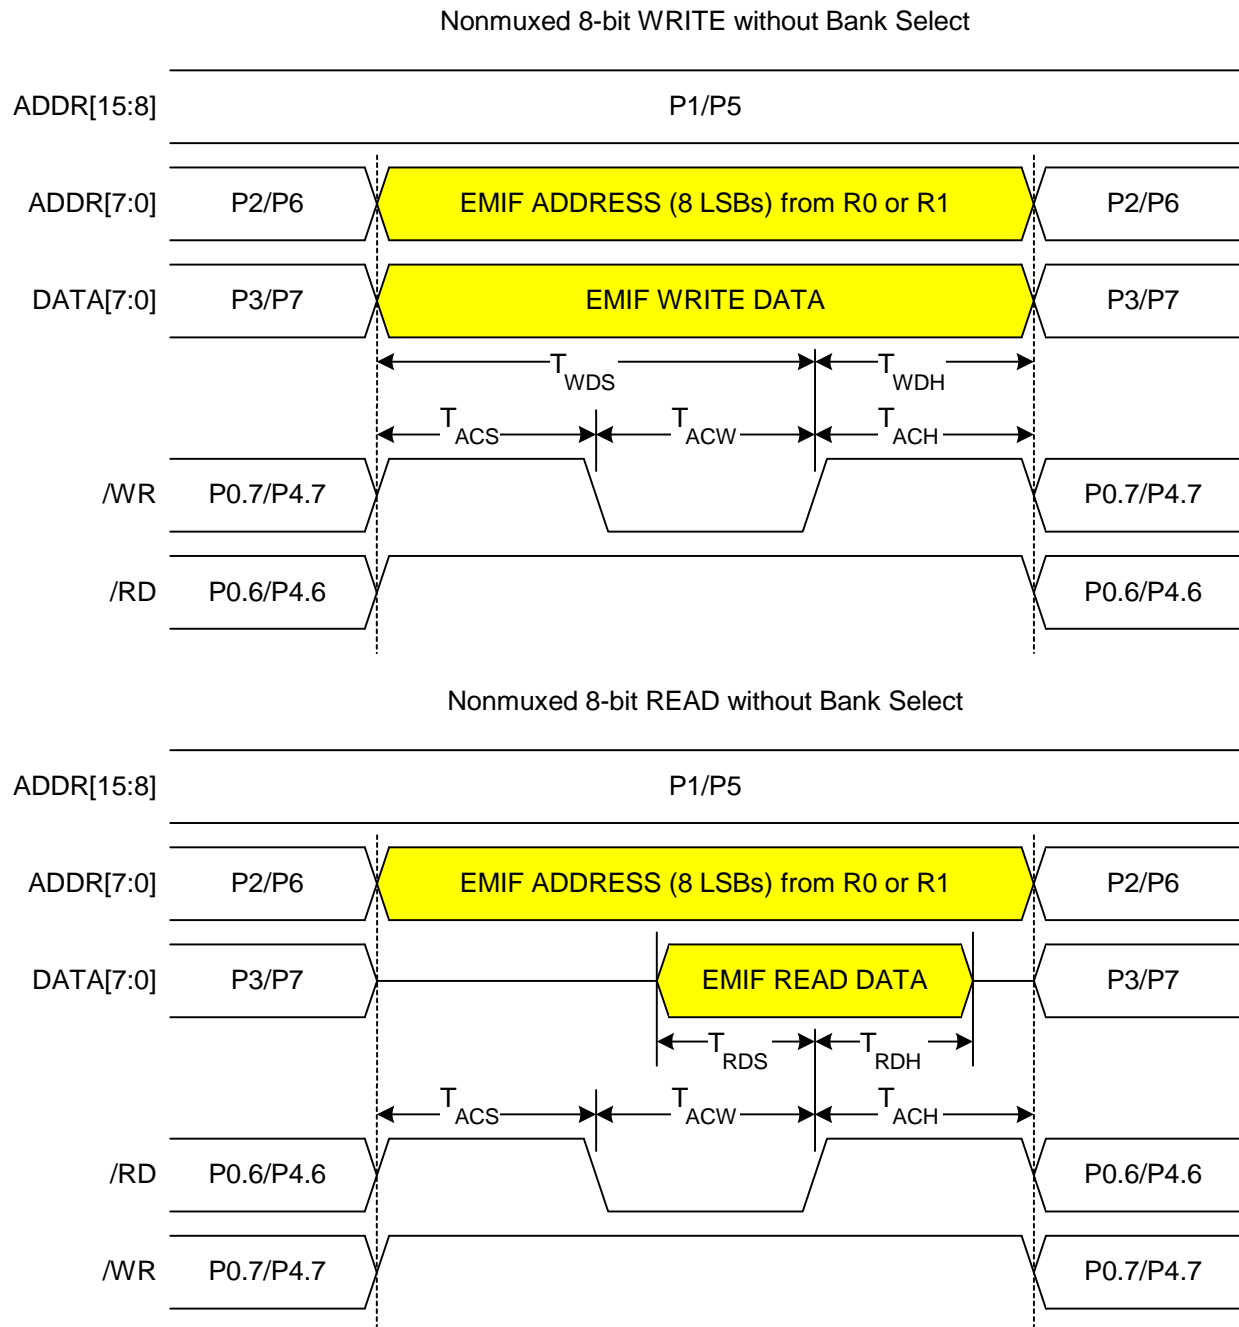 Nonmuxed 8-bit WRITE without Bank Select
ADDR[15:8] P1/P5
ADDR[7:0] P2/P6 EMIF ADDRESS (8 LSBs) from R0 or R1 P2/P6
DATA[7:0] P3/P7 EMIF WRITE DATA P3/P7
TWDS TWDH
TACS TACW TACH
/WR P0.7/P4.7 P0.7/P4.7
/RD P0.6/P4.6 P0.6/P4.6
Nonmuxed 8-bit READ without Bank Select
ADDR[15:8] P1/P5
ADDR[7:0] P2/P6 EMIF ADDRESS (8 LSBs) from R0 or R1 P2/P6
DATA[7:0] P3/P7 EMIF READ DATA P3/P7
TRDS TRDH
TACS TACW TACH
/RD P0.6/P4.6 P0.6/P4.6
/WR P0.7/P4.7 P0.7/P4.7